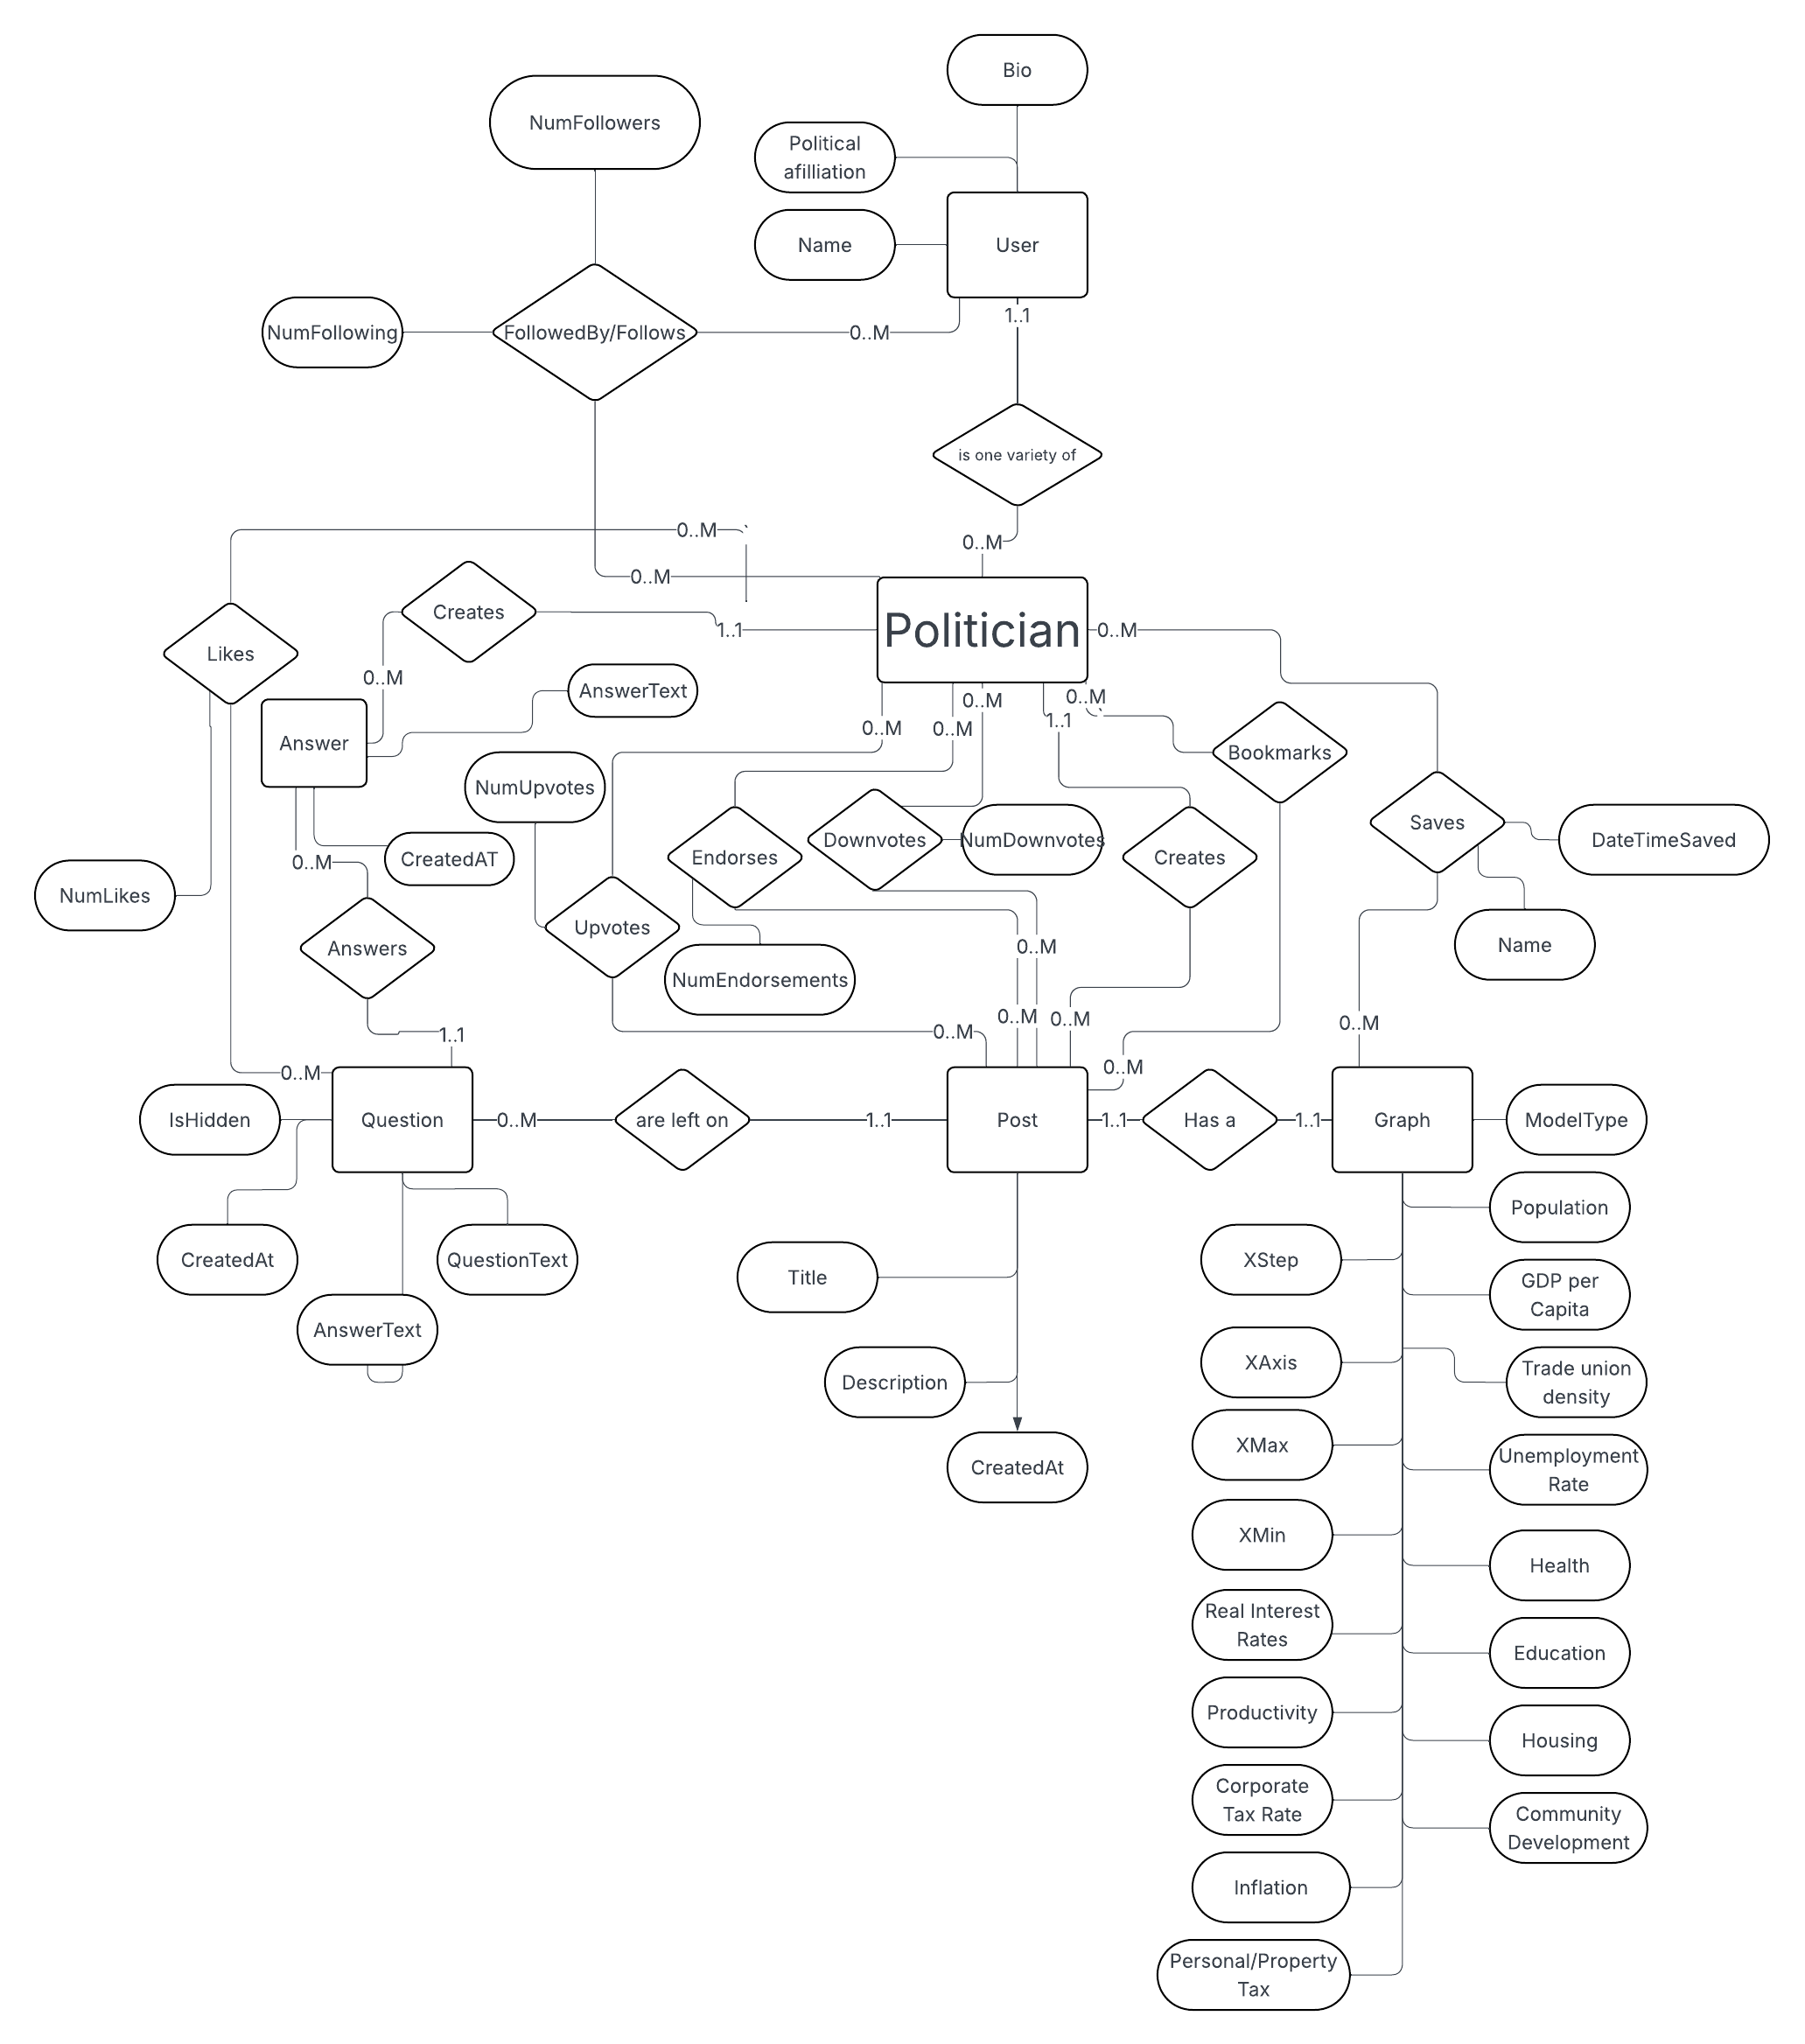 Bio
NumFollowers
Political
afilliation
Name
User
1..1
NumFollowing
FollowedBy/Follows
0..M
is one variety of
0..M
0..M
0..M
Creates
1..1
Politician
0..M
Likes
0..M
AnswerText
0..M
0..M
0..M
0..M
1..1
Answer
Bookmarks
NumUpvotes
Saves
DateTimeSaved
Downvotes
NumDownvotes
0..M
CreatedAT
Endorses
Creates
NumLikes
Upvotes
Answers
0..M
Name
NumEndorsements
0..M
0..M
0..M
0..M
1..1
0..M
0..M
IsHidden
Question
0..M
are left on
1..1
Post
1..1
Has a
1..1
Graph
ModelType
Population
CreatedAt
QuestionText
XStep
Title
GDP per
Capita
AnswerText
XAxis
Description
Trade union
density
XMax
CreatedAt
Unemployment
Rate
XMin
Health
Real Interest
Rates
Education
Productivity
Housing
Corporate
Tax Rate
Community
Development
Inflation
Personal/Property
Tax